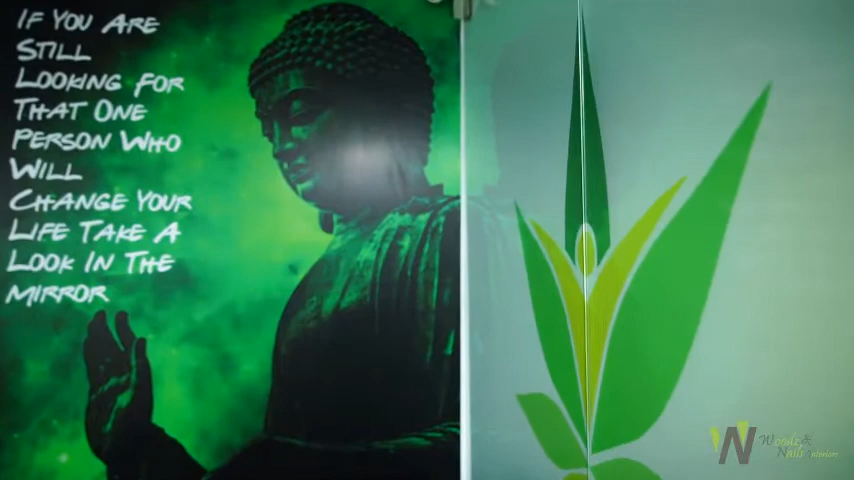 IF YOU ARE
STILL
LOOKING FOR
THAT ONE
PERSON WHO
WILL
CHANGE YOUR
LIFE TAKE A
LOOK IN THE
MIRROR
W
Woodz &
Nails Interiors